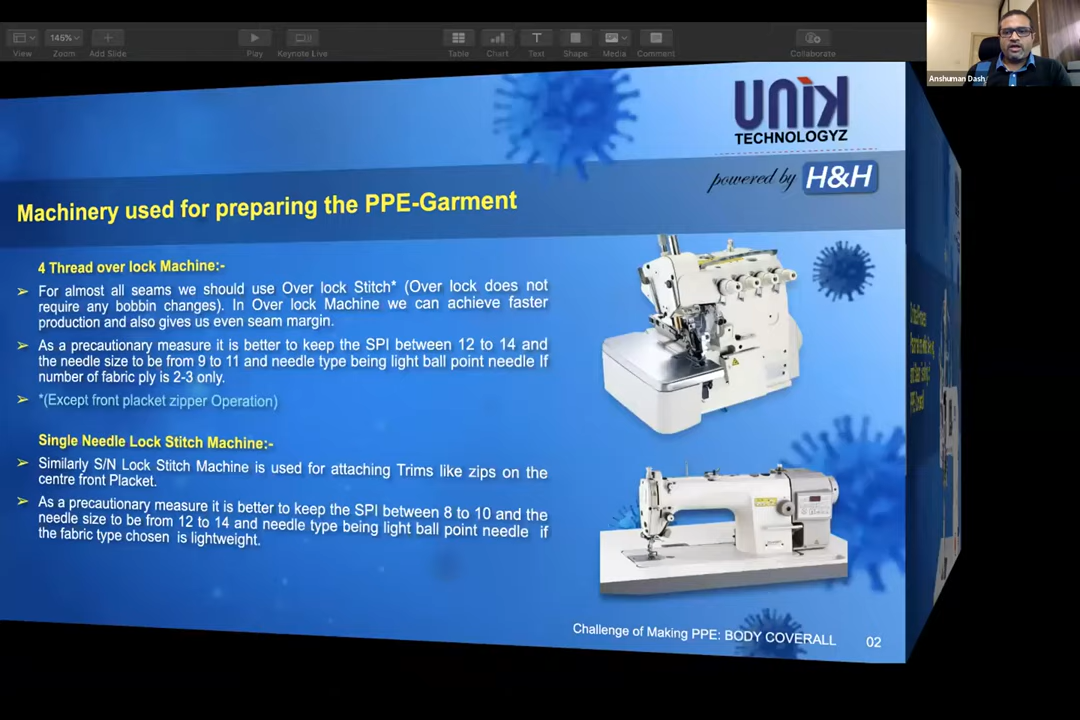 View
145%
Zoom
Add Slide
Play
Keynote Live
Table
Chart
Text
Shape
Media
Comment
Collaborate
Anshuman Dash
UNIK
TECHNOLOGYZ
powered by H&H
Machinery used for preparing the PPE-Garment
4 Thread over lock Machine:-
For almost all seams we should use Over lock Stitch* (Over lock does not
require any bobbin changes). In Over lock Machine we can achieve faster
production and also gives us even seam margin.
As a precautionary measure it is better to keep the SPI between 12 to 14 and
the needle size to be from 9 to 11 and needle type being light ball point needle If
number of fabric ply is 2-3 only.
*(Except front placket zipper Operation)
Single Needle Lock Stitch Machine:-
Similarly S/N Lock Stitch Machine is used for attaching Trims like zips on the
centre front Placket.
As a precautionary measure it is better to keep the SPI between 8 to 10 and the
needle size to be from 12 to 14 and needle type being light ball point needle if
the fabric type chosen is lightweight.
Challenge of Making PPE: BODY COVERALL 02